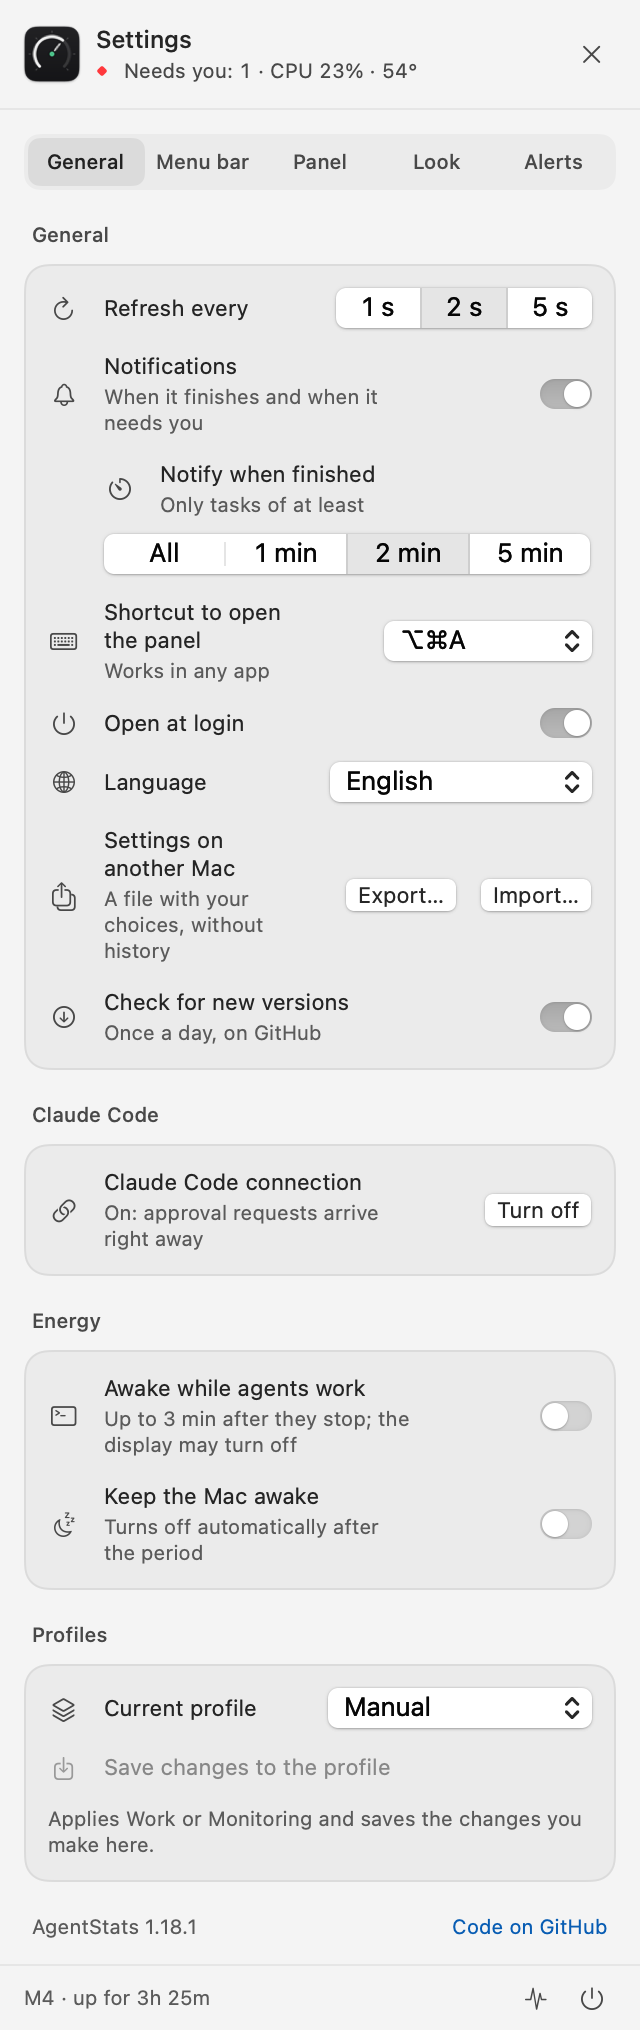 Settings
Needs you: 1 · CPU 23% · 54°
General
Menu bar
Panel
Look
Alerts
General
Refresh every
1 s
2 s
5 s
Notifications
When it finishes and when it
needs you
Notify when finished
Only tasks of at least
All
1 min
2 min
5 min
Shortcut to open
the panel
Works in any app
⌥⌘A
Open at login
Language
English
Settings on
another Mac
A file with your
choices, without
history
Export...
Import...
Check for new versions
Once a day, on GitHub
Claude Code
Claude Code connection
On: approval requests arrive
right away
Turn off
Energy
Awake while agents work
Up to 3 min after they stop; the
display may turn off
Keep the Mac awake
Turns off automatically after
the period
Profiles
Current profile
Manual
Save changes to the profile
Applies Work or Monitoring and saves the changes you
make here.
AgentStats 1.18.1
Code on GitHub
M4 · up for 3h 25m